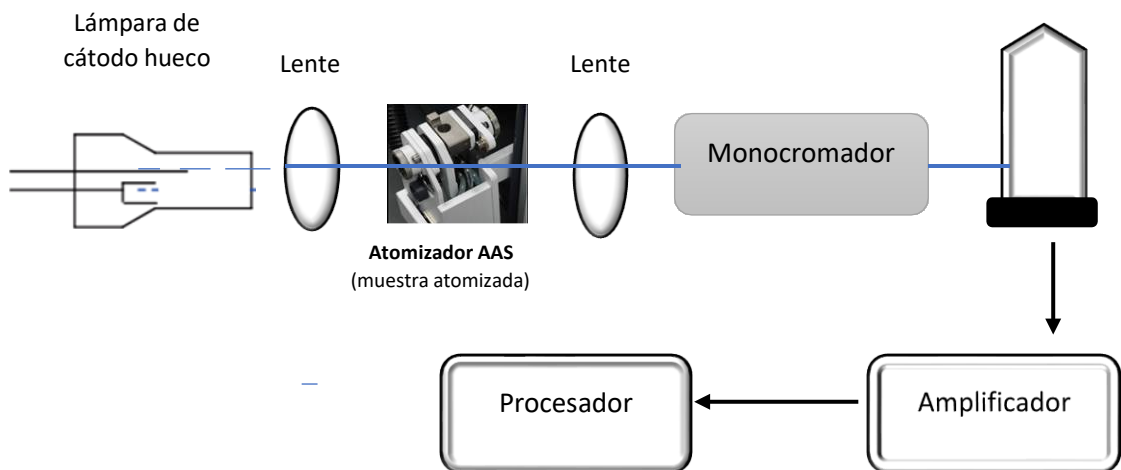 Lámpara de
cátodo hueco
Lente
Lente
Monocromador
Atomizador AAS
(muestra atomizada)
Procesador
Amplificador